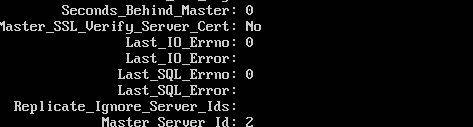 Seconds_Behind_Master: 0
Master_SSL_Verify_Server_Cert: No
Last_IO_Errno: 0
Last_IO_Error:
Last_SQL_Errno: 0
Last_SQL_Error:
Replicate_Ignore_Server_Ids:
Master_Server_Id: 2